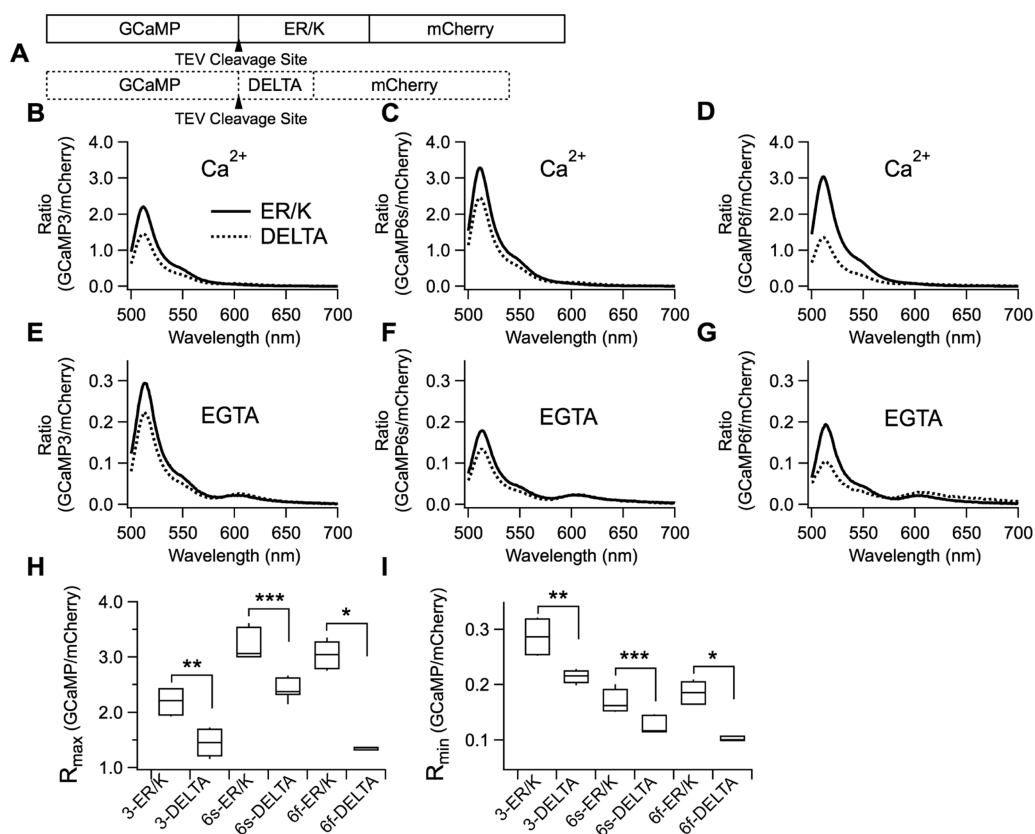 A
GCaMP ER/K mCherry
TEV Cleavage Site
GCaMP DELTA mCherry
TEV Cleavage Site
B
Ratio
(GCaMP3/mCherry)
4.0
3.0
2.0
1.0
0.0
Ca2+
ER/K
DELTA
500 550 600 650 700
Wavelength (nm)
C
Ratio
(GCaMP6s/mCherry)
4.0
3.0
2.0
1.0
0.0
Ca2+
500 550 600 650 700
Wavelength (nm)
D
Ratio
(GCaMP6f/mCherry)
4.0
3.0
2.0
1.0
0.0
Ca2+
500 550 600 650 700
Wavelength (nm)
E
Ratio
(GCaMP3/mCherry)
0.3
0.2
0.1
0.0
EGTA
500 550 600 650 700
Wavelength (nm)
F
Ratio
(GCaMP6s/mCherry)
0.3
0.2
0.1
0.0
EGTA
500 550 600 650 700
Wavelength (nm)
G
Ratio
(GCaMP6f/mCherry)
0.3
0.2
0.1
0.0
EGTA
500 550 600 650 700
Wavelength (nm)
H
Rmax (GCaMP/mCherry)
4.0
3.0
2.0
1.0
** *** *
3-ER/K
3-DELTA
6s-ER/K
6s-DELTA
6f-ER/K
6f-DELTA
I
Rmin (GCaMP/mCherry)
0.3
0.2
0.1
** *** *
3-ER/K
3-DELTA
6s-ER/K
6s-DELTA
6f-ER/K
6f-DELTA